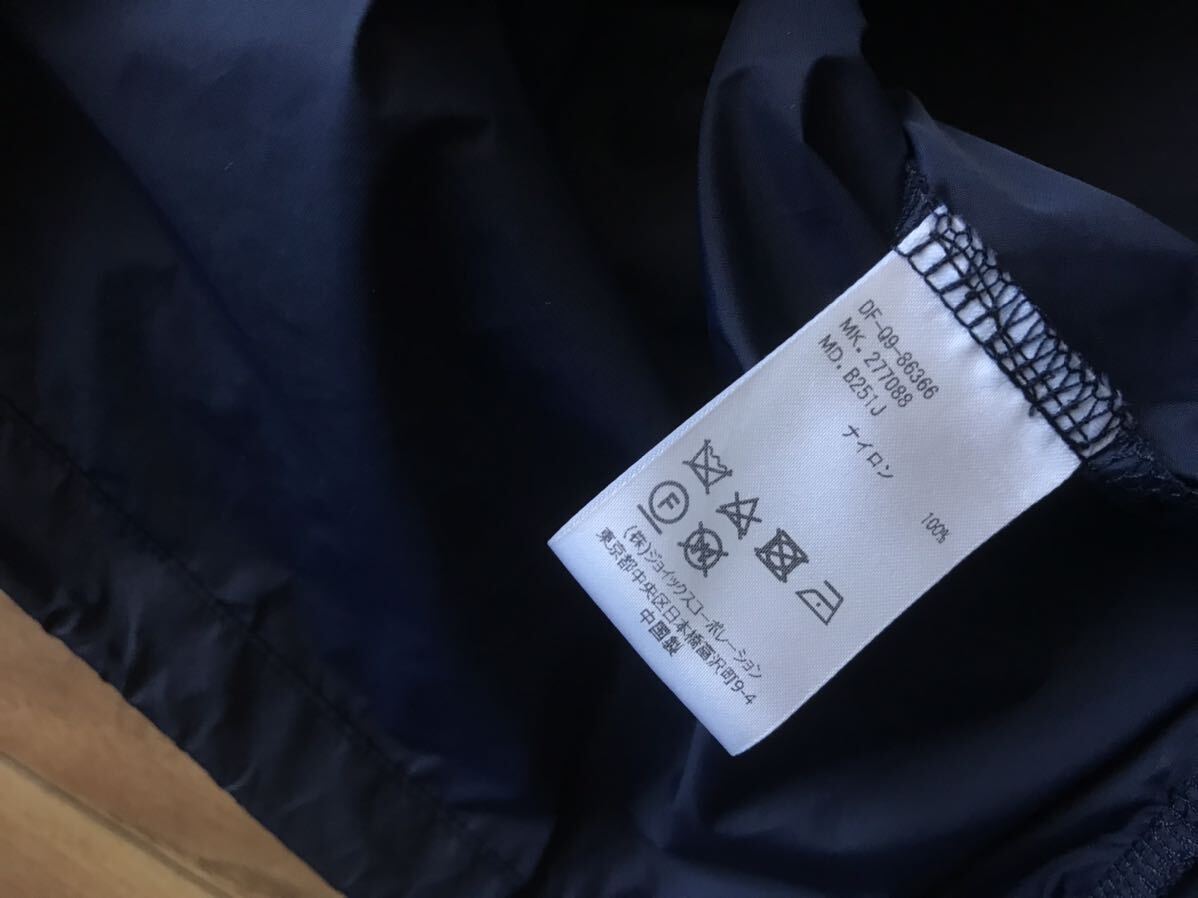 DF-Q9-86366
MK. 277088
MD. B251J
ナイロン 100%
F W
(株)ジョイックスコーポレーション
東京都中央区日本橋富沢町9-4
中国製